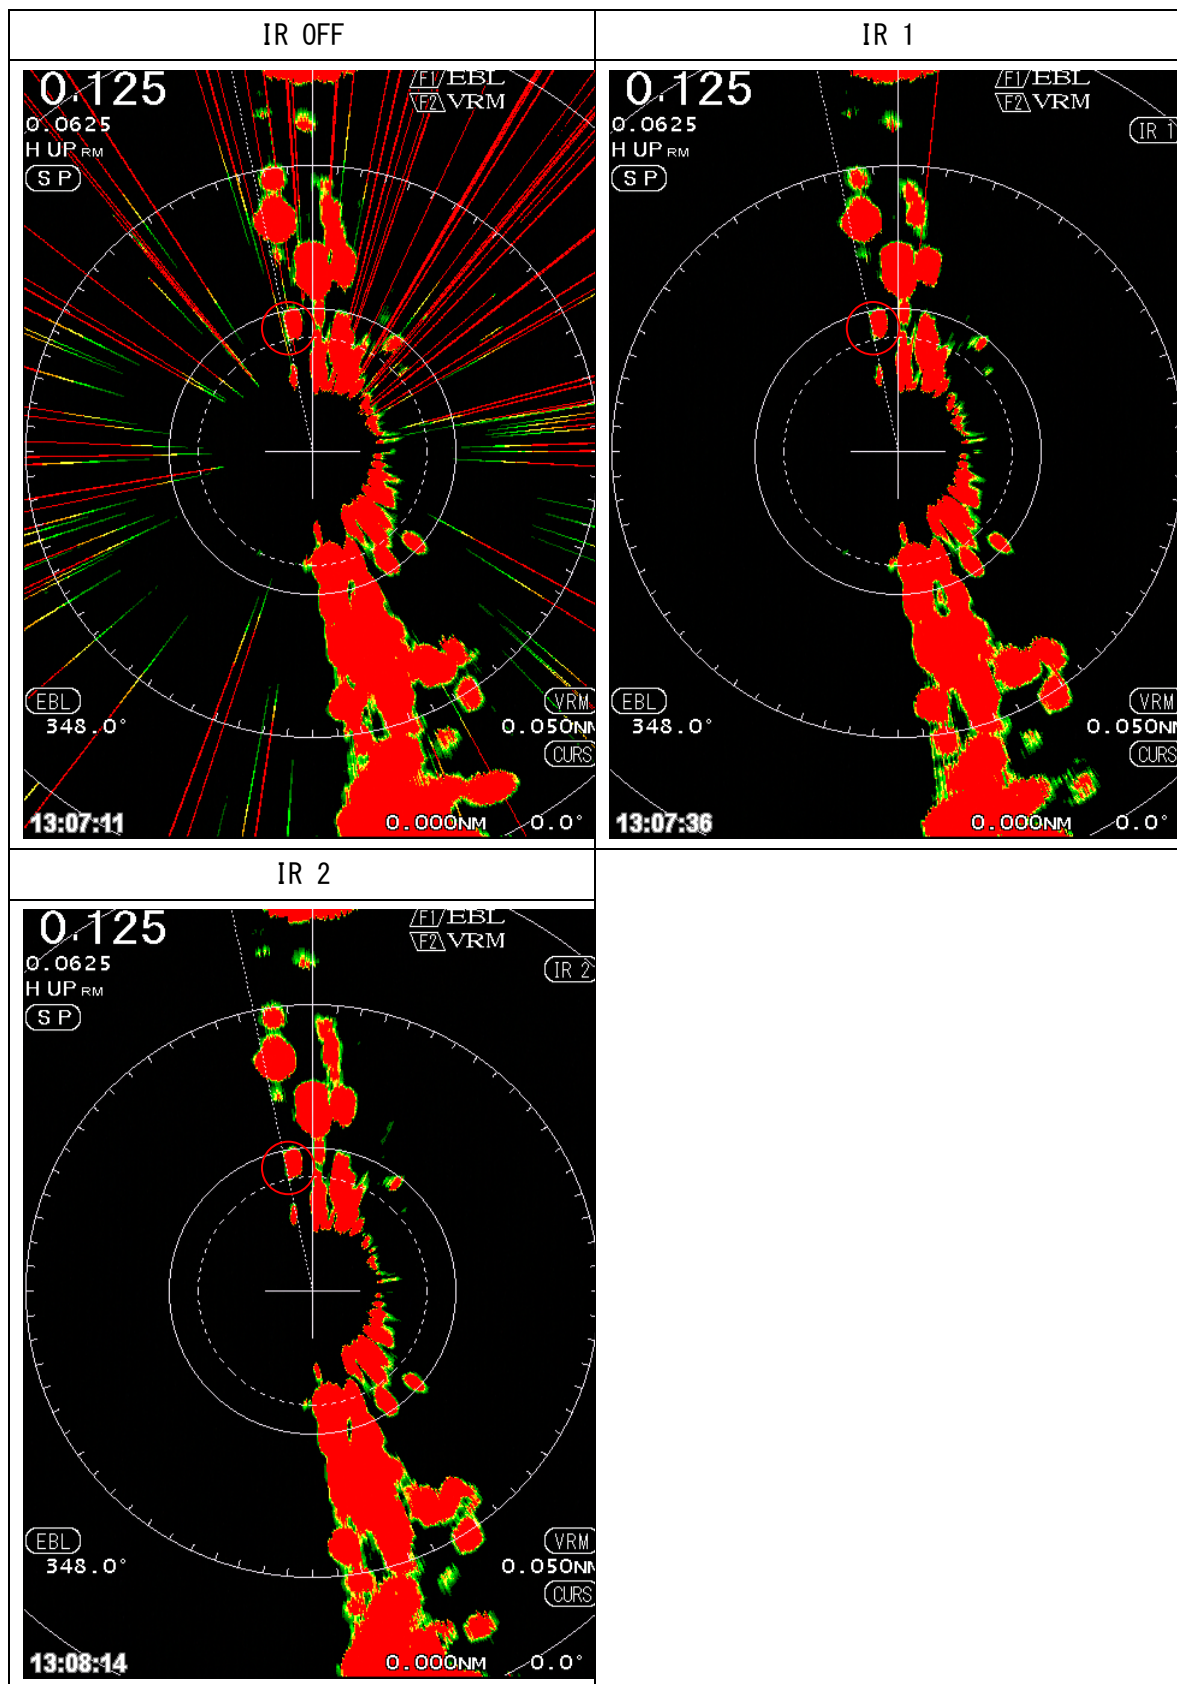 IR OFF
IR 1
0.125
F1 EBL
F2 VRM
0.0625
H UP RM
S P
EBL
348.0°
VRM
0.050NM
CURS
13:07:11
0.000NM 0.0°
0.125
F1 EBL
F2 VRM
0.0625
IR 1
H UP RM
S P
EBL
348.0°
VRM
0.050NM
CURS
13:07:36
0.000NM 0.0°
IR 2
0.125
F1 EBL
F2 VRM
0.0625
IR 2
H UP RM
S P
EBL
348.0°
VRM
0.050NM
CURS
13:08:14
0.000NM 0.0°